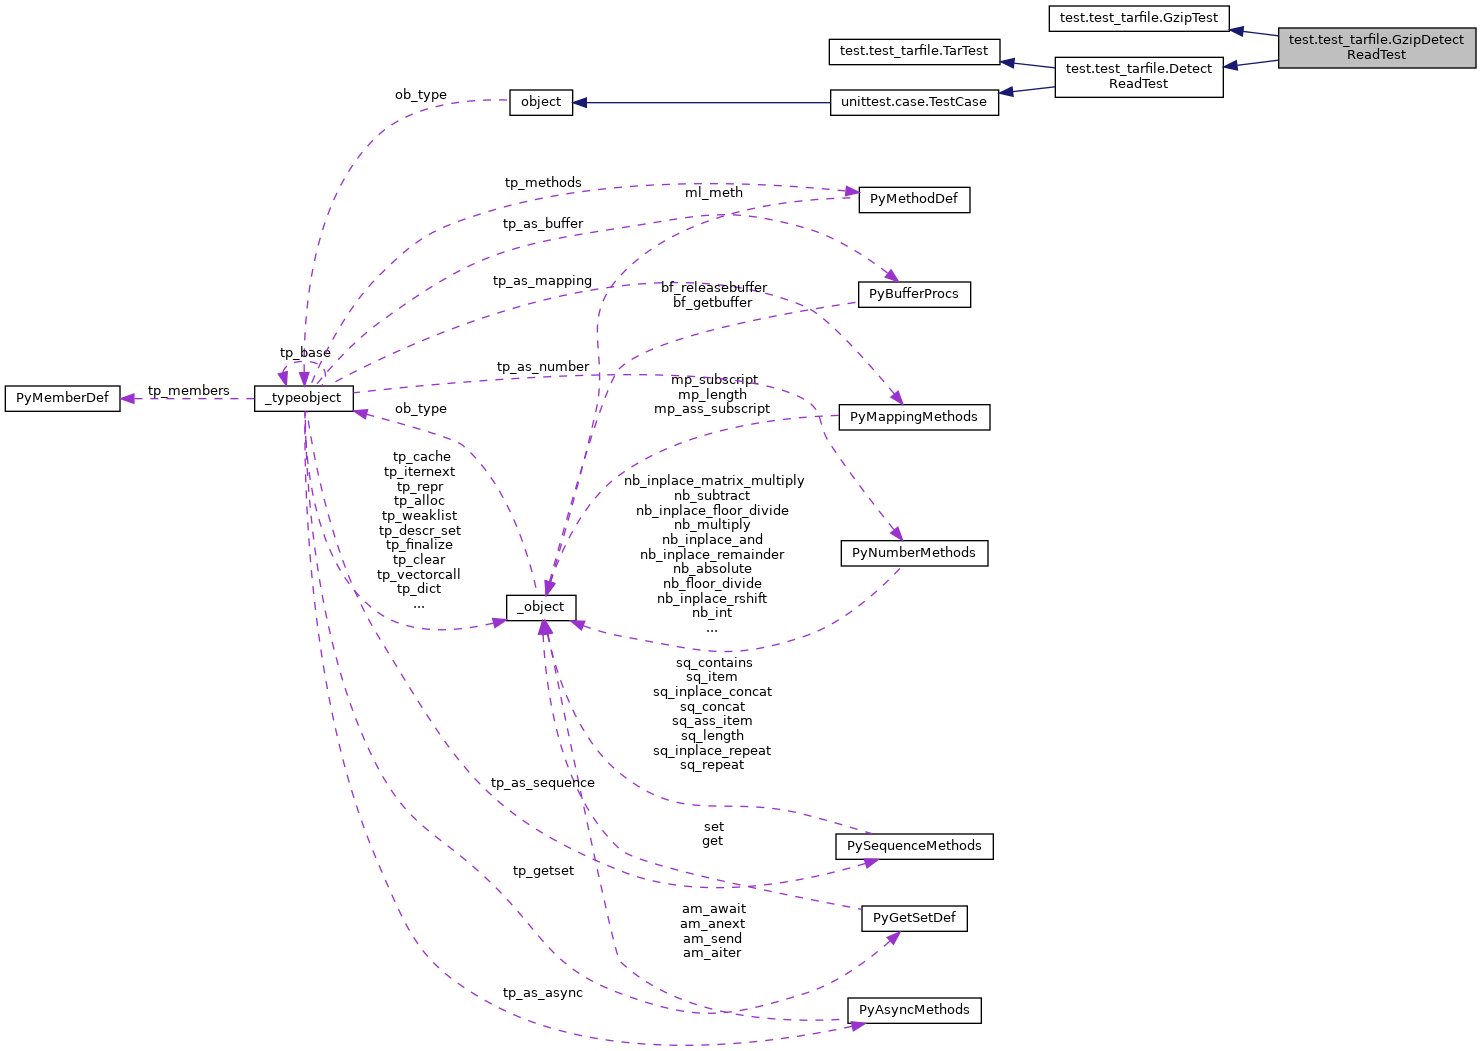 test.test_tarfile.GzipTest
test.test_tarfile.GzipDetect
ReadTest
test.test_tarfile.TarTest
test.test_tarfile.Detect
ReadTest
ob_type
object
unittest.case.TestCase
tp_methods
ml_meth
PyMethodDef
tp_as_buffer
tp_as_mapping
bf_releasebuffer
bf_getbuffer
PyBufferProcs
tp_base
tp_as_number
mp_subscript
mp_length
mp_ass_subscript
PyMemberDef
tp_members
_typeobject
ob_type
PyMappingMethods
tp_cache
tp_iternext
tp_repr
tp_alloc
tp_weaklist
tp_descr_set
tp_finalize
tp_clear
tp_vectorcall
tp_dict
...
nb_inplace_matrix_multiply
nb_subtract
nb_inplace_floor_divide
nb_multiply
nb_inplace_and
nb_inplace_remainder
nb_absolute
nb_floor_divide
nb_inplace_rshift
nb_int
...
PyNumberMethods
_object
sq_contains
sq_item
sq_inplace_concat
sq_concat
sq_ass_item
sq_length
sq_inplace_repeat
sq_repeat
tp_as_sequence
set
get
PySequenceMethods
tp_getset
am_await
am_anext
am_send
am_aiter
PyGetSetDef
tp_as_async
PyAsyncMethods